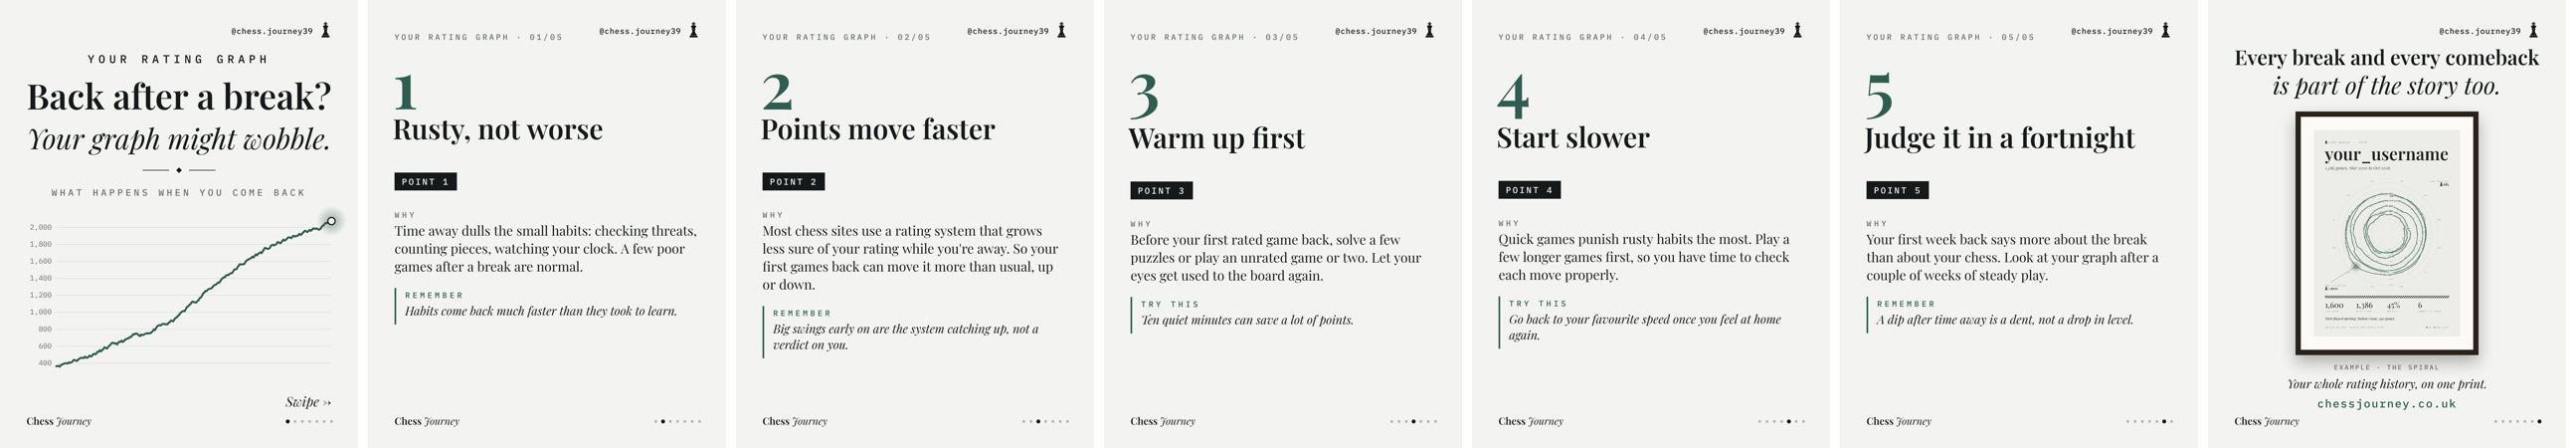 @chess.journey39
YOUR RATING GRAPH
Back after a break?
Your graph might wobble.
WHAT HAPPENS WHEN YOU COME BACK
2,000
1,800
1,600
1,400
1,200
1,000
800
600
400
Swipe
Chess Journey
YOUR RATING GRAPH · 01/05
@chess.journey39
1
Rusty, not worse
POINT 1
WHY
Time away dulls the small habits: checking threats,
counting pieces, watching your clock. A few poor
games after a break are normal.
REMEMBER
Habits come back much faster than they took to learn.
Chess Journey
YOUR RATING GRAPH · 02/05
@chess.journey39
2
Points move faster
POINT 2
WHY
Most chess sites use a rating system that grows
less sure of your rating while you're away. So your
first games back can move it more than usual, up
or down.
REMEMBER
Big swings early on are the system catching up, not a
verdict on you.
Chess Journey
YOUR RATING GRAPH · 03/05
@chess.journey39
3
Warm up first
POINT 3
WHY
Before your first rated game back, solve a few
puzzles or play an unrated game or two. Let your
eyes get used to the board again.
TRY THIS
Ten quiet minutes can save a lot of points.
Chess Journey
YOUR RATING GRAPH · 04/05
@chess.journey39
4
Start slower
POINT 4
WHY
Quick games punish rusty habits the most. Play a
few longer games first, so you have time to check
each move properly.
TRY THIS
Go back to your favourite speed once you feel at home
again.
Chess Journey
YOUR RATING GRAPH · 05/05
@chess.journey39
5
Judge it in a fortnight
POINT 5
WHY
Your first week back says more about the break
than about your chess. Look at your graph after a
couple of weeks of steady play.
REMEMBER
A dip after time away is a dent, not a drop in level.
Chess Journey
@chess.journey39
Every break and every comeback
is part of the story too.
your_username
1,600 1,586 45% 6
EXAMPLE · THE SPIRAL
Your whole rating history, on one print.
chessjourney.co.uk
Chess Journey